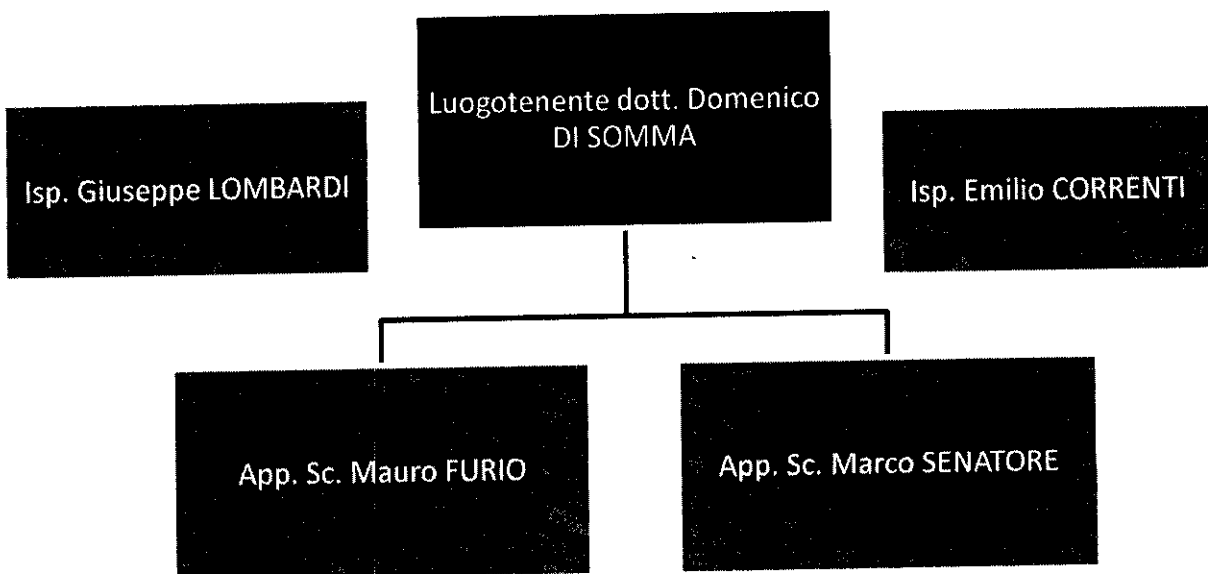 Luogotenente dott. Domenico
DI SOMMA
Isp. Giuseppe LOMBARDI
Isp. Emilio CORRENTI
App. Sc. Mauro FURIO
App. Sc. Marco SENATORE